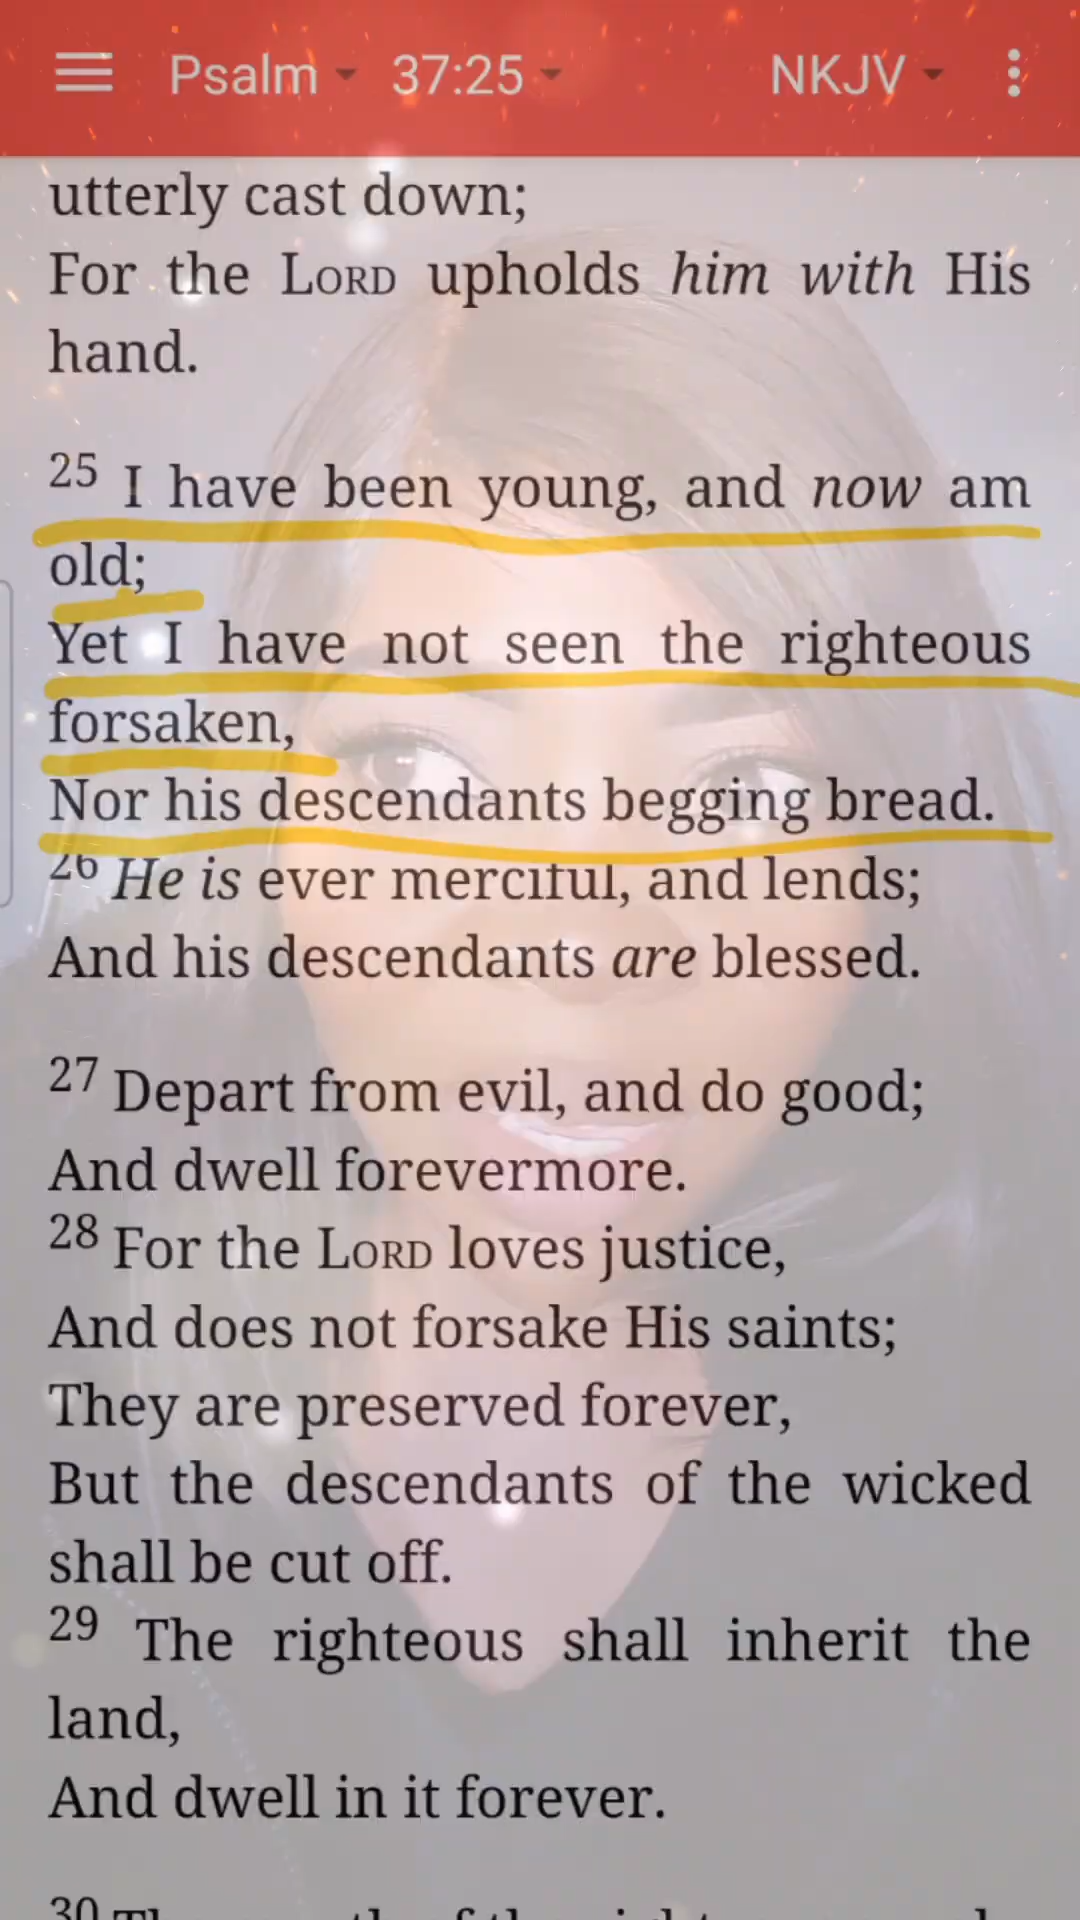 Psalm 37:25 NKJV
utterly cast down;
For the LORD upholds him with His
hand.
25 I have been young, and now am
old;
Yet I have not seen the righteous
forsaken,
Nor his descendants begging bread.
26 He is ever merciful, and lends;
And his descendants are blessed.
27 Depart from evil, and do good;
And dwell forevermore.
28 For the LORD loves justice,
And does not forsake His saints;
They are preserved forever,
But the descendants of the wicked
shall be cut off.
29 The righteous shall inherit the
land,
And dwell in it forever.
30